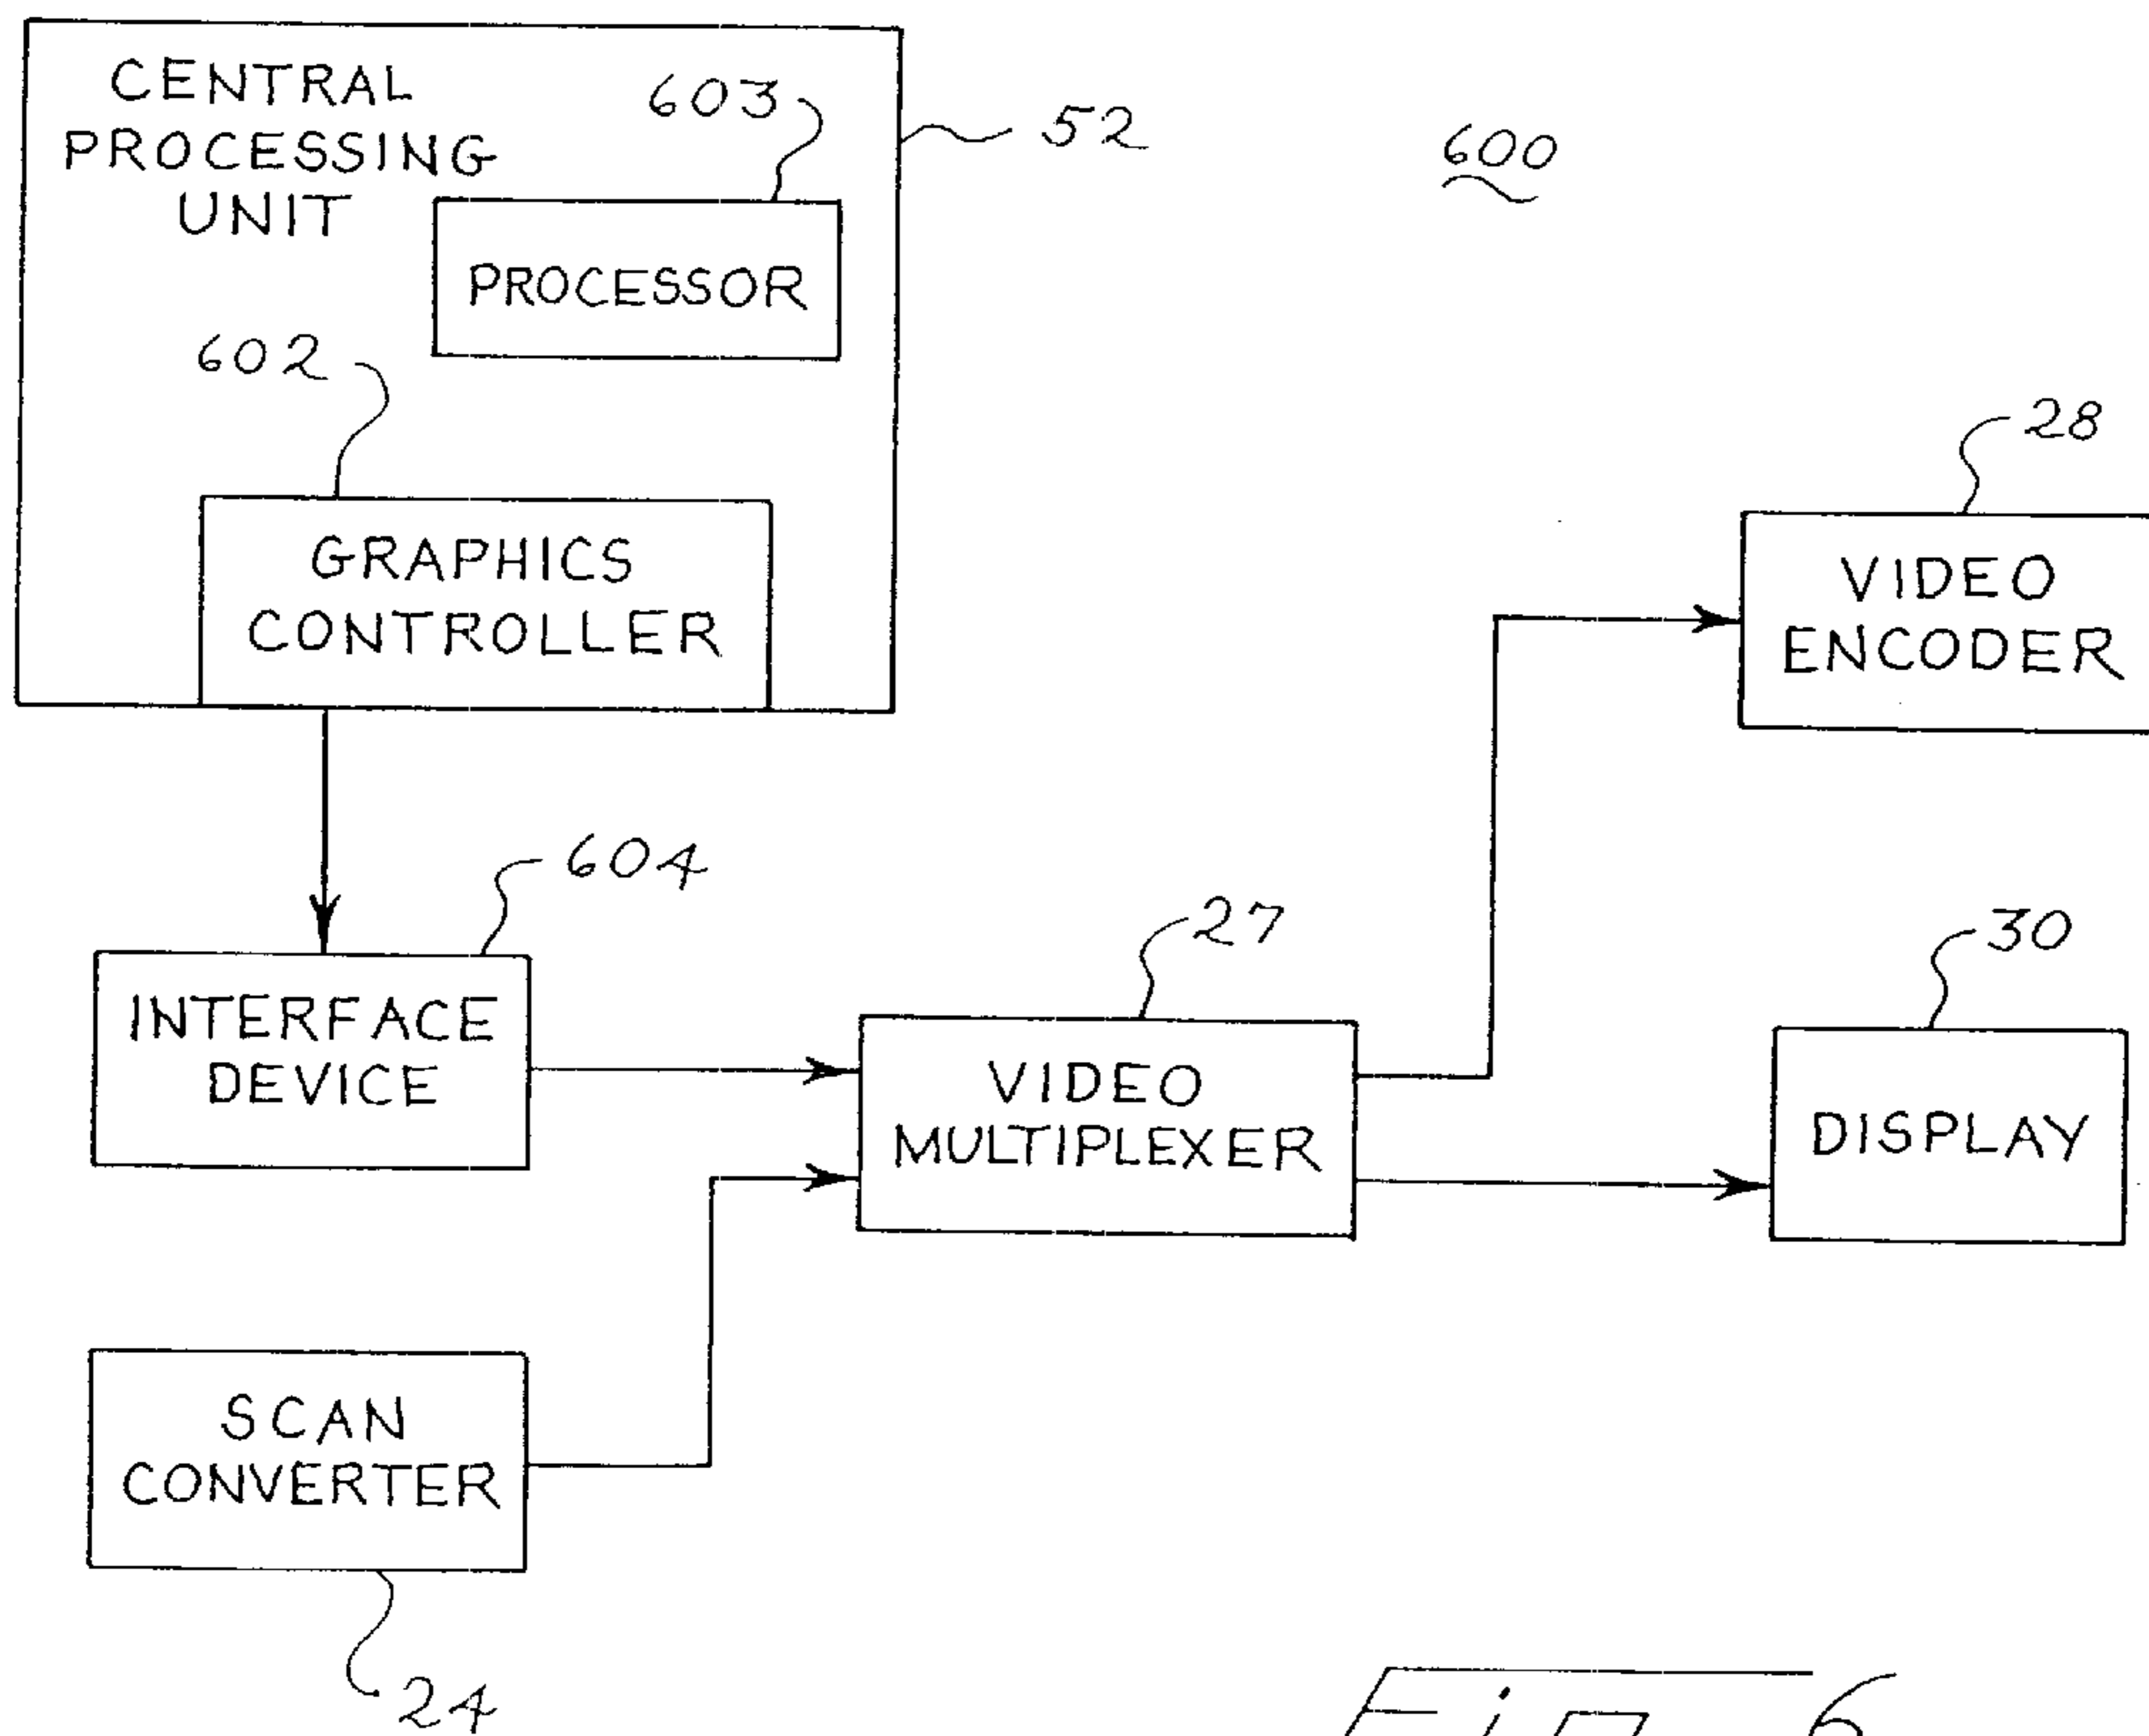 CENTRAL
PROCESSING
UNIT
603
52
600
PROCESSOR
602
GRAPHICS
CONTROLLER
28
VIDEO
ENCODER
604
INTERFACE
DEVICE
27
VIDEO
MULTIPLEXER
30
DISPLAY
SCAN
CONVERTER
24
Fig. 6